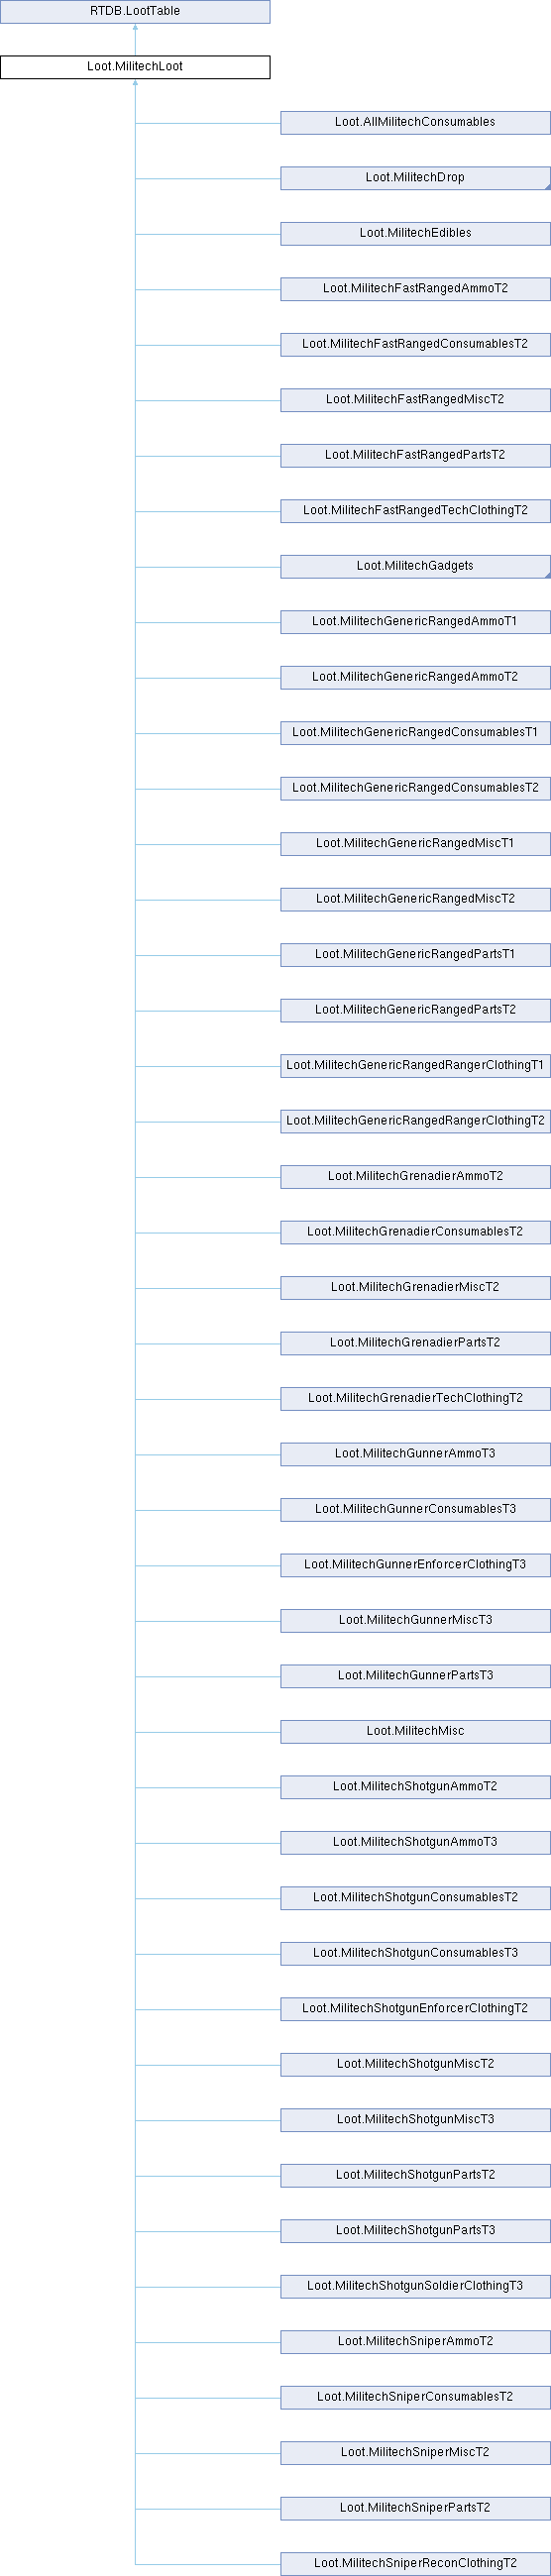 RTDB.LootTable
Loot.MilitechLoot
Loot.AllMilitechConsumables
Loot.MilitechDrop
Loot.MilitechEdibles
Loot.MilitechFastRangedAmmoT2
Loot.MilitechFastRangedConsumablesT2
Loot.MilitechFastRangedMiscT2
Loot.MilitechFastRangedPartsT2
Loot.MilitechFastRangedTechClothingT2
Loot.MilitechGadgets
Loot.MilitechGenericRangedAmmoT1
Loot.MilitechGenericRangedAmmoT2
Loot.MilitechGenericRangedConsumablesT1
Loot.MilitechGenericRangedConsumablesT2
Loot.MilitechGenericRangedMiscT1
Loot.MilitechGenericRangedMiscT2
Loot.MilitechGenericRangedPartsT1
Loot.MilitechGenericRangedPartsT2
Loot.MilitechGenericRangedRangerClothingT1
Loot.MilitechGenericRangedRangerClothingT2
Loot.MilitechGrenadierAmmoT2
Loot.MilitechGrenadierConsumablesT2
Loot.MilitechGrenadierMiscT2
Loot.MilitechGrenadierPartsT2
Loot.MilitechGrenadierTechClothingT2
Loot.MilitechGunnerAmmoT3
Loot.MilitechGunnerConsumablesT3
Loot.MilitechGunnerEnforcerClothingT3
Loot.MilitechGunnerMiscT3
Loot.MilitechGunnerPartsT3
Loot.MilitechMisc
Loot.MilitechShotgunAmmoT2
Loot.MilitechShotgunAmmoT3
Loot.MilitechShotgunConsumablesT2
Loot.MilitechShotgunConsumablesT3
Loot.MilitechShotgunEnforcerClothingT2
Loot.MilitechShotgunMiscT2
Loot.MilitechShotgunMiscT3
Loot.MilitechShotgunPartsT2
Loot.MilitechShotgunPartsT3
Loot.MilitechShotgunSoldierClothingT3
Loot.MilitechSniperAmmoT2
Loot.MilitechSniperConsumablesT2
Loot.MilitechSniperMiscT2
Loot.MilitechSniperPartsT2
Loot.MilitechSniperReconClothingT2